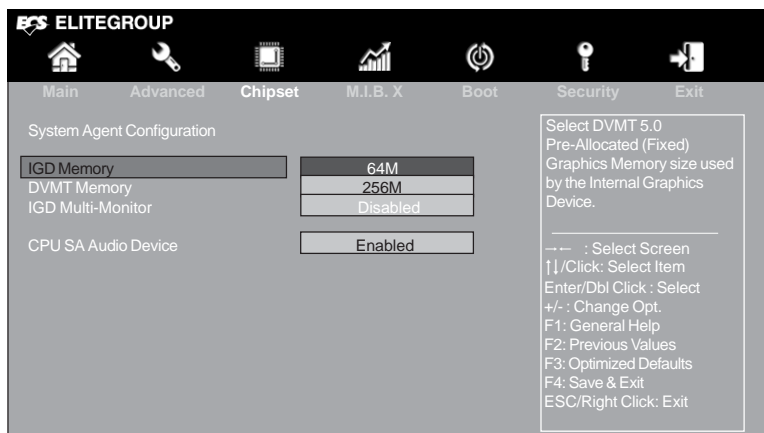 ECS ELITEGROUP
Main Advanced Chipset M.I.B. X Boot Security Exit
System Agent Configuration
IGD Memory 64M
DVMT Memory 256M
IGD Multi-Monitor Disabled
CPU SA Audio Device Enabled
Select DVMT 5.0
Pre-Allocated (Fixed)
Graphics Memory size used
by the Internal Graphics
Device.
→← : Select Screen
↑↓/Click: Select Item
Enter/Dbl Click : Select
+/- : Change Opt.
F1: General Help
F2: Previous Values
F3: Optimized Defaults
F4: Save & Exit
ESC/Right Click: Exit